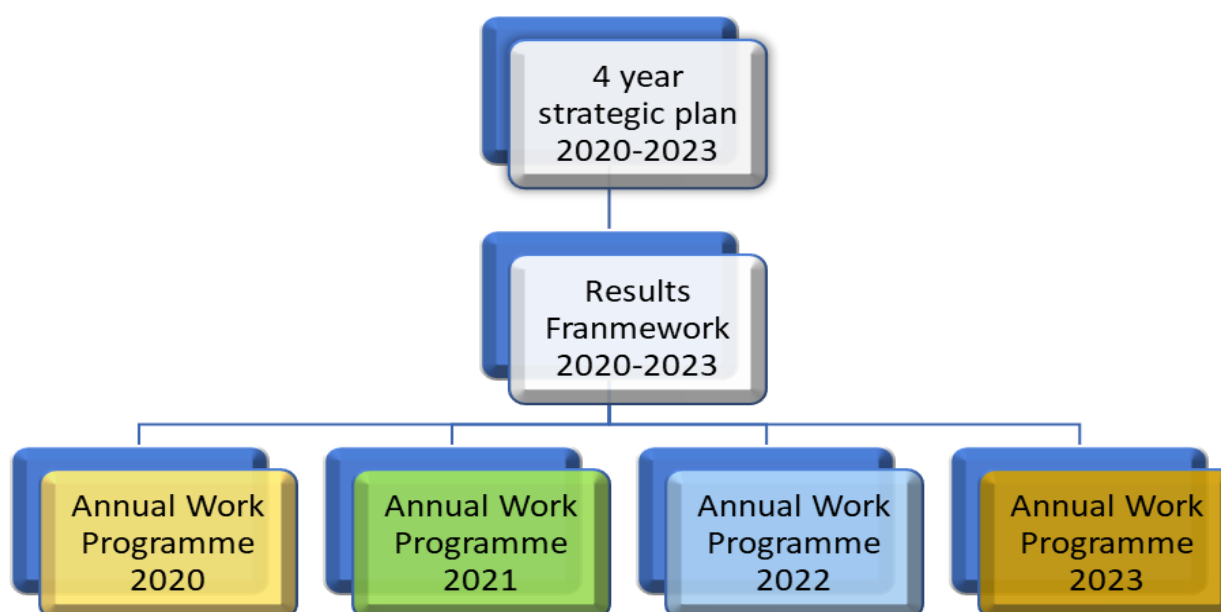 4 year
strategic plan
2020-2023
Results
Franmework
2020-2023
Annual Work
Programme
2020
Annual Work
Programme
2021
Annual Work
Programme
2022
Annual Work
Programme
2023